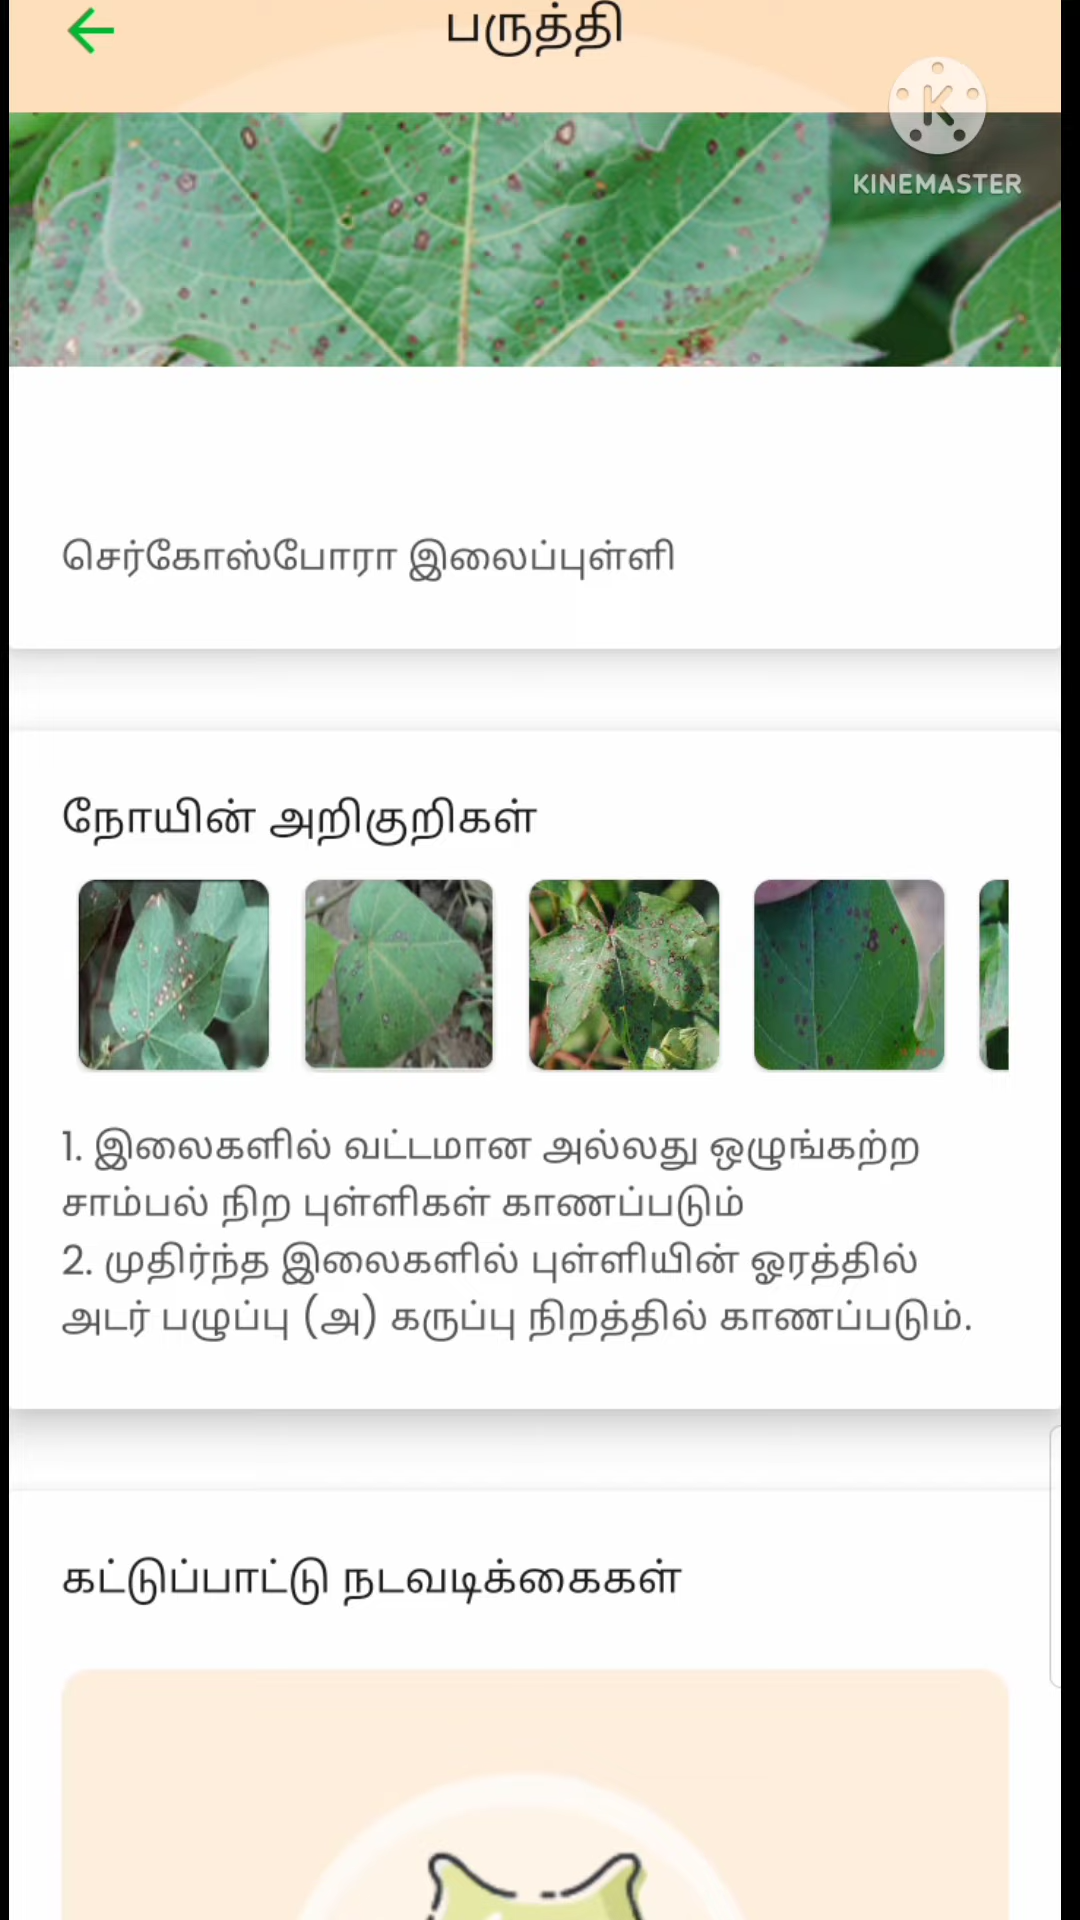 பருத்தி
K
KINEMASTER
செர்கோஸ்போரா இலைப்புள்ளி
நோயின் அறிகுறிகள்
1. இலைகளில் வட்டமான அல்லது ஒழுங்கற்ற
சாம்பல் நிற புள்ளிகள் காணப்படும்
2. முதிர்ந்த இலைகளில் புள்ளியின் ஓரத்தில்
அடர் பழுப்பு (அ) கருப்பு நிறத்தில் காணப்படும்.
கட்டுப்பாட்டு நடவடிக்கைகள்